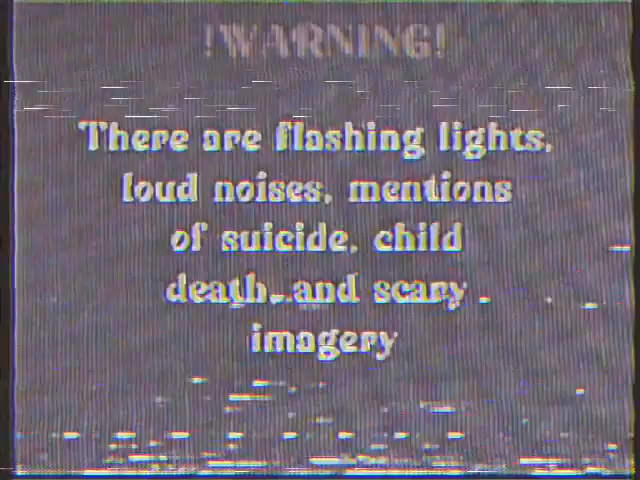 !WARNING!
There are flashing lights,
loud noises, mentions
of suicide, child
death, and scary
imagery